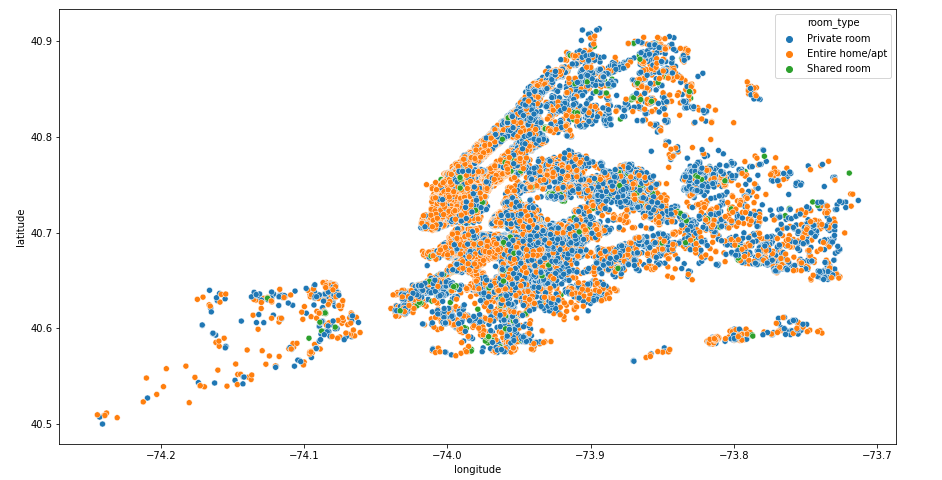 room_type
Private room
Entire home/apt
Shared room
latitude
40.9
40.8
40.7
40.6
40.5
−74.2
−74.1
−74.0
−73.9
−73.8
−73.7
longitude